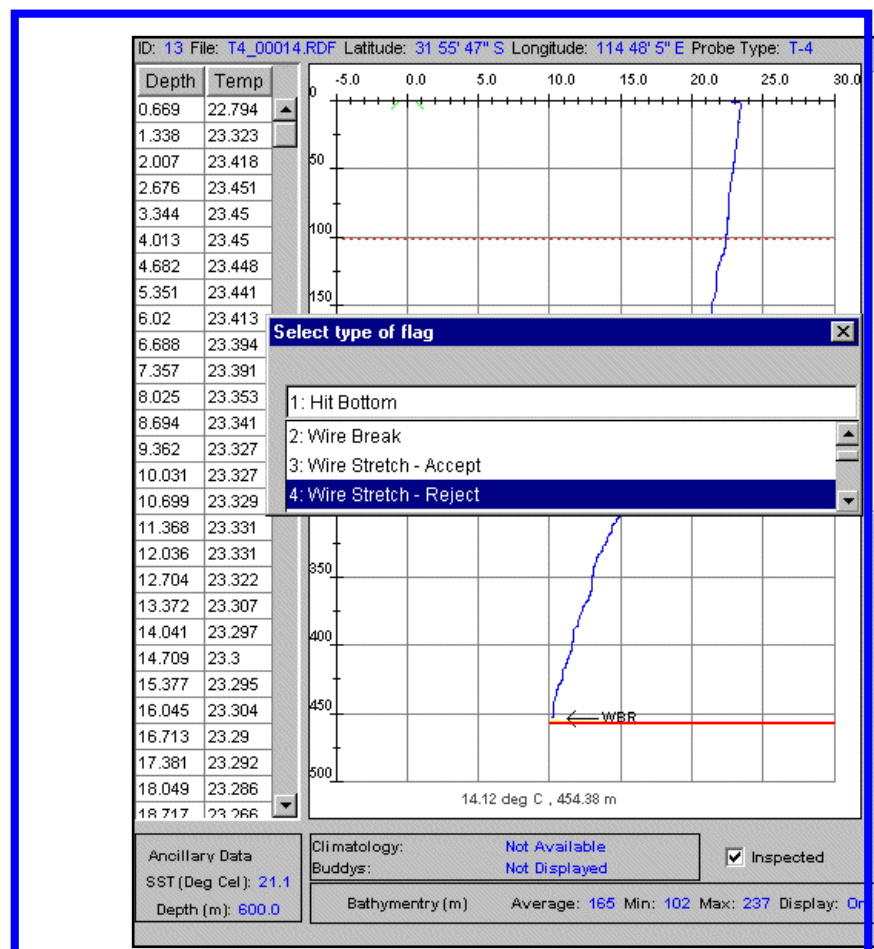 ID: 13 File: T4_00014.RDF Latitude: 31 55' 47" S Longitude: 114 48' 5" E Probe Type: T-4
Depth Temp
-5.0 0.0 5.0 10.0 15.0 20.0 25.0 30.0
0
50
100
150
350
400
450
500
0.669 22.794
1.338 23.323
2.007 23.418
2.676 23.451
3.344 23.45
4.013 23.45
4.682 23.448
5.351 23.441
6.02 23.413
6.688 23.394
7.357 23.391
8.025 23.353
8.694 23.341
9.362 23.327
10.031 23.327
10.699 23.329
11.368 23.331
12.036 23.331
12.704 23.322
13.372 23.307
14.041 23.297
14.709 23.3
15.377 23.295
16.045 23.304
16.713 23.29
17.381 23.292
18.049 23.286
18.717 23.266
Select type of flag
1: Hit Bottom
2: Wire Break
3: Wire Stretch - Accept
4: Wire Stretch - Reject
WBR
14.12 deg C , 454.38 m
Ancillary Data
SST (Deg Cel): 21.1
Depth (m): 600.0
Climatology: Not Available
Buddys: Not Displayed
Inspected
Bathymentry (m) Average: 165 Min: 102 Max: 237 Display: On